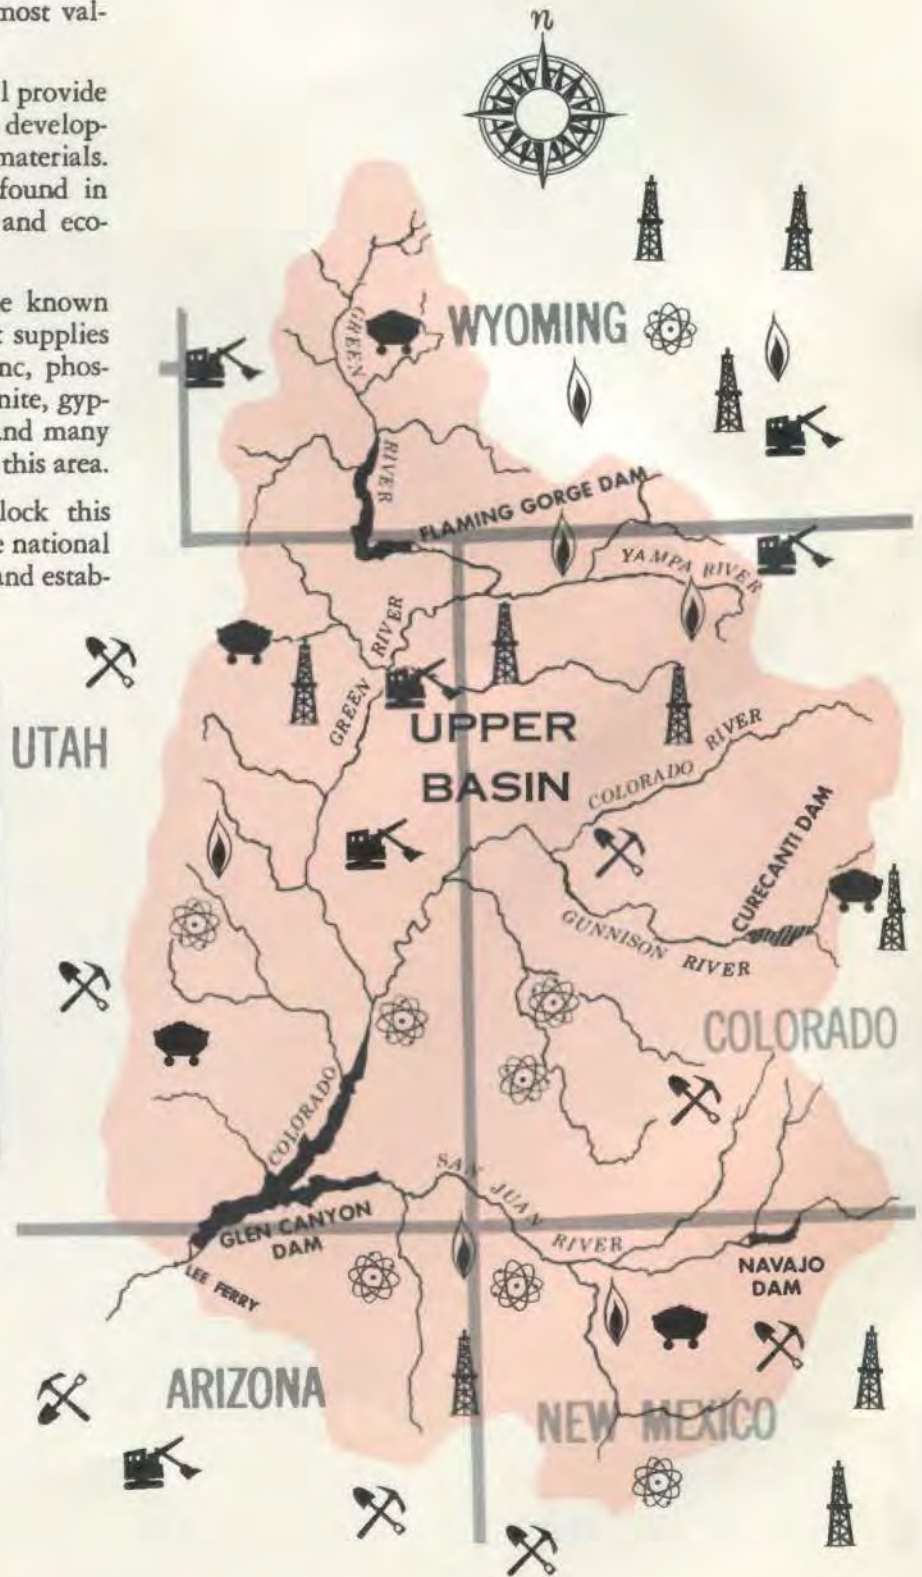 most val-
l provide
develop-
materials.
found in
and eco-
e known
supplies
nc, phos-
nite, gyp-
and many
this area.
lock this
e national
and estab-
n
WYOMING
GREEN
RIVER
FLAMING GORGE DAM
YAMPA RIVER
GREEN RIVER
UTAH
UPPER
BASIN
COLORADO RIVER
CURECANTI DAM
GUNNISON RIVER
COLORADO
COLORADO
SAN JUAN RIVER
GLEN CANYON
DAM
LEE FERRY
NAVAJO
DAM
ARIZONA
NEW MEXICO